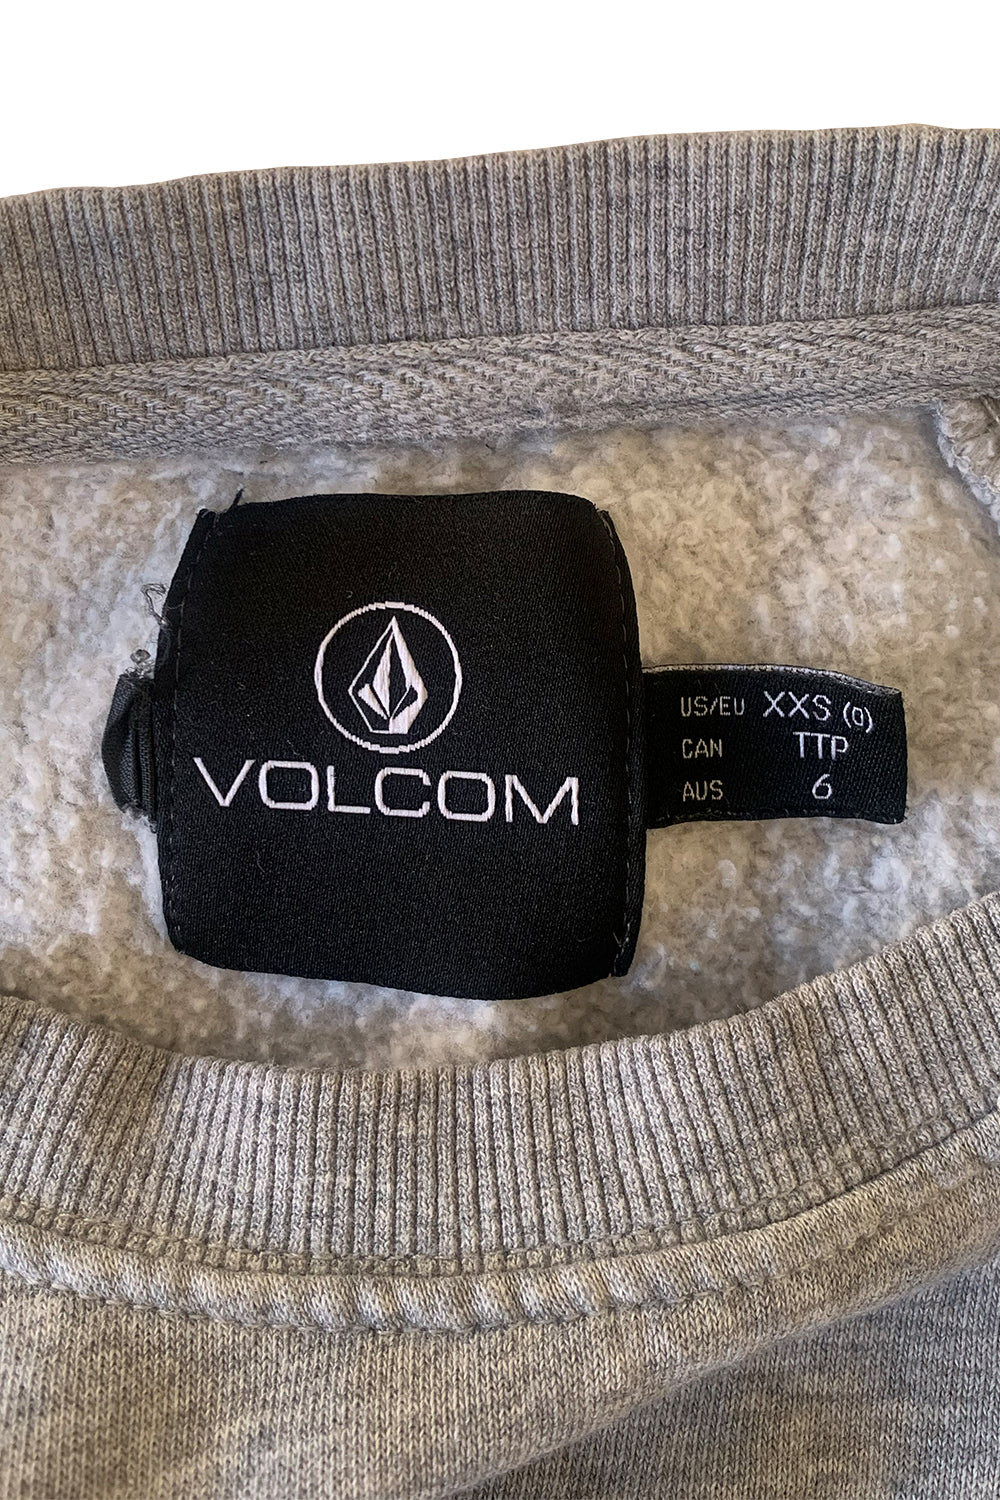 VOLCOM
US/EU XXS (0)
CAN TTP
AUS 6